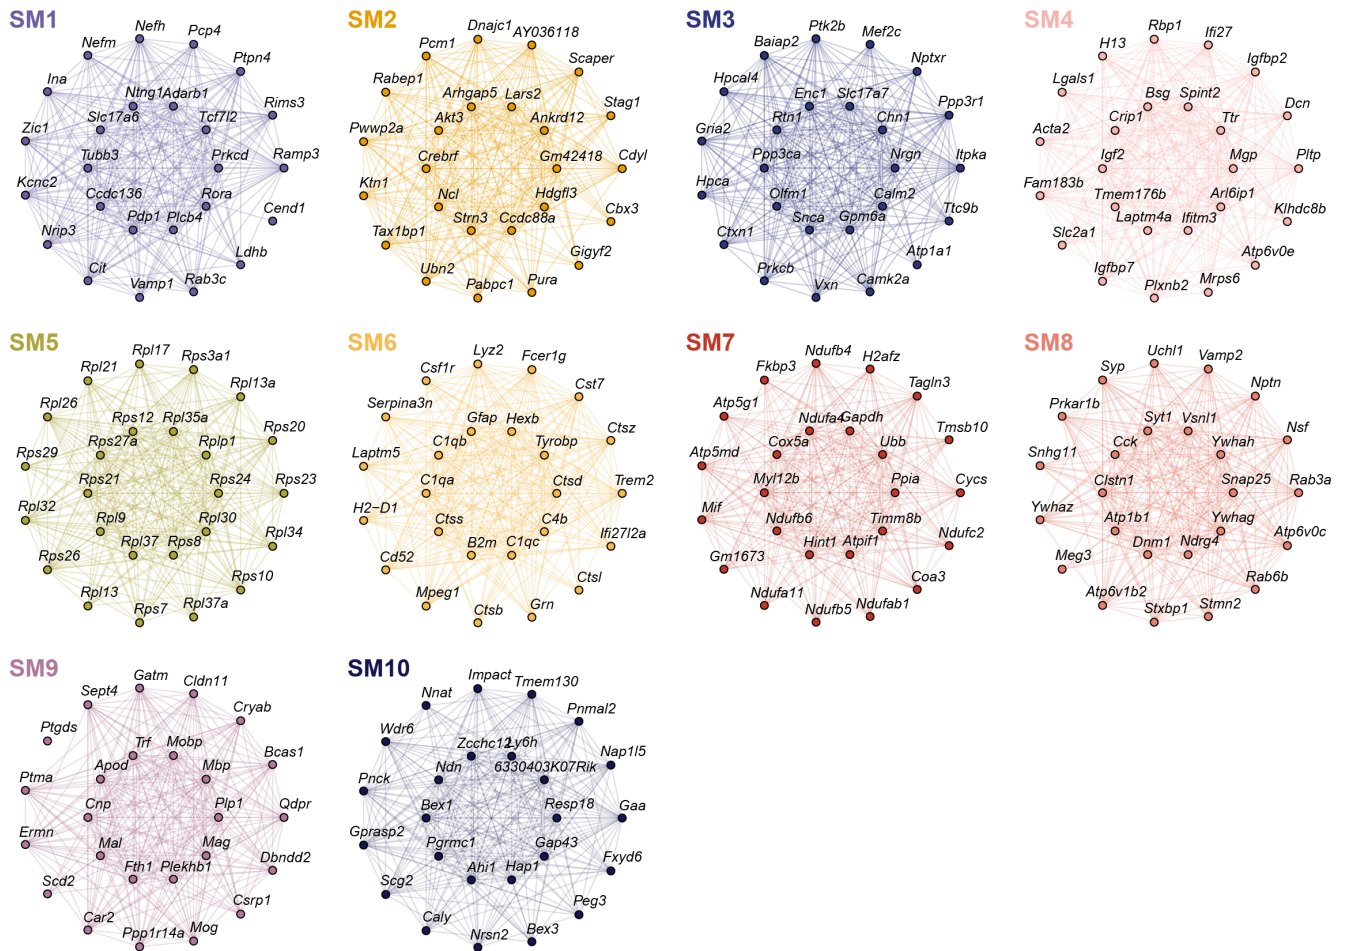 SM1
Nefh
Pcp4
Nefm
Ptpn4
Ina
Ntng1
Adarb1
Rims3
Slc17a6
Tcf7l2
Zic1
Tubb3
Prkcd
Ramp3
Kcnc2
Ccdc136
Rora
Cend1
Nrip3
Pdp1
Plcb4
Ldhb
Cit
Vamp1
Rab3c
SM2
Dnajc1
AY036118
Pcm1
Scaper
Rabep1
Arhgap5
Lars2
Stag1
Pwwp2a
Akt3
Ankrd12
Crebrf
Gm42418
Cdyl
Ktn1
Ncl
Hdgfl3
Cbx3
Tax1bp1
Strn3
Ccdc88a
Gigyf2
Ubn2
Pabpc1
Pura
SM3
Ptk2b
Mef2c
Baiap2
Nptxr
Hpcal4
Enc1
Slc17a7
Ppp3r1
Gria2
Rtn1
Chn1
Ppp3ca
Nrgn
Itpka
Hpca
Olfm1
Calm2
Ttc9b
Ctxn1
Snca
Gpm6a
Atp1a1
Prkcb
Vxn
Camk2a
SM4
Rbp1
Ifi27
H13
Igfbp2
Lgals1
Bsg
Spint2
Dcn
Acta2
Crip1
Ttr
Igf2
Mgp
Pltp
Fam183b
Tmem176b
Arl6ip1
Klhdc8b
Slc2a1
Laptm4a
Ifitm3
Atp6v0e
Igfbp7
Plxnb2
Mrps6
SM5
Rpl17
Rps3a1
Rpl21
Rpl13a
Rpl26
Rps12
Rpl35a
Rps20
Rps29
Rps27a
Rplp1
Rps21
Rps24
Rps23
Rpl32
Rpl9
Rpl30
Rpl34
Rps26
Rpl37
Rps8
Rps10
Rpl13
Rps7
Rpl37a
SM6
Lyz2
Fcer1g
Csf1r
Cst7
Serpina3n
Gfap
Hexb
Ctsz
Laptm5
C1qb
Tyrobp
C1qa
Ctsd
Trem2
H2−D1
Ctss
C4b
Ifi27l2a
Cd52
B2m
C1qc
Ctsl
Mpeg1
Ctsb
Grn
SM7
Ndufb4
H2afz
Fkbp3
Tagln3
Atp5g1
Ndufa4
Gapdh
Tmsb10
Atp5md
Cox5a
Ubb
Myl12b
Ppia
Cycs
Mif
Ndufb6
Timm8b
Ndufc2
Gm1673
Hint1
Atpif1
Coa3
Ndufa11
Ndufb5
Ndufab1
SM8
Uchl1
Vamp2
Syp
Nptn
Prkar1b
Syt1
Vsnl1
Nsf
Snhg11
Cck
Ywhah
Clstn1
Snap25
Rab3a
Ywhaz
Atp1b1
Ywhag
Atp6v0c
Meg3
Dnm1
Ndrg4
Rab6b
Atp6v1b2
Stxbp1
Stmn2
SM9
Gatm
Cldn11
Sept4
Cryab
Ptgds
Trf
Mobp
Bcas1
Ptma
Apod
Mbp
Cnp
Plp1
Qdpr
Ermn
Mal
Mag
Dbndd2
Scd2
Fth1
Plekhb1
Csrp1
Car2
Ppp1r14a
Mog
SM10
Impact
Tmem130
Nnat
Pnmal2
Wdr6
Zcchc12
Ly6h
Nap1l5
Pnck
Ndn
6330403K07Rik
Bex1
Resp18
Gaa
Gprasp2
Pgrmc1
Gap43
Fxyd6
Scg2
Ahi1
Hap1
Peg3
Caly
Nrsn2
Bex3